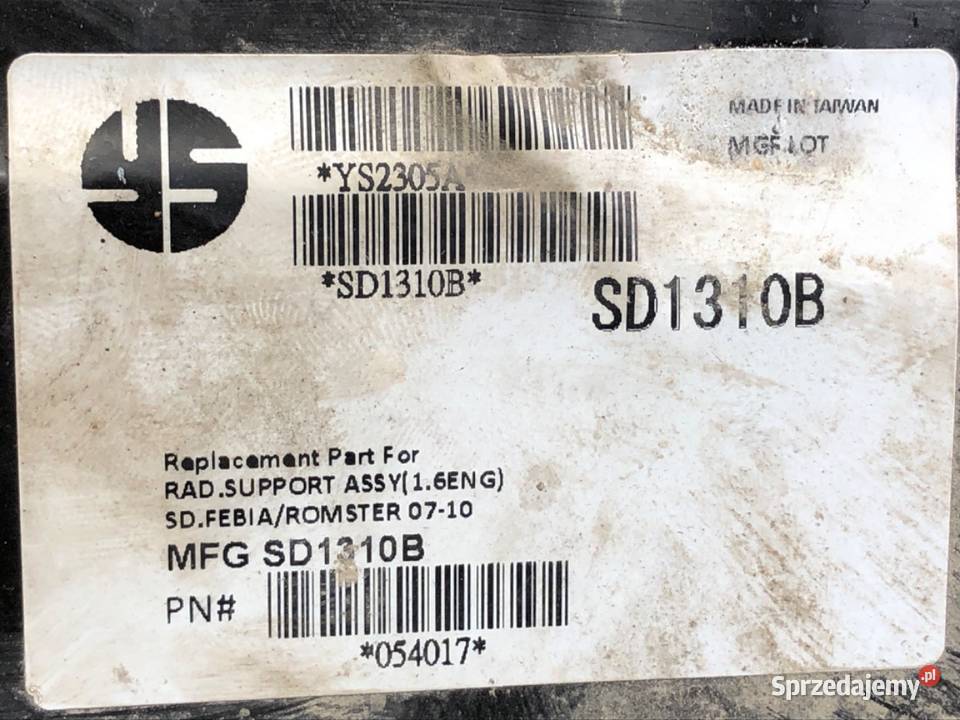 YS
MADE IN TAIWAN
MGF.LOT
*YS2305A
*SD1310B*
SD1310B
Replacement Part For
RAD.SUPPORT ASSY(1.6ENG)
SD.FEBIA/ROMSTER 07-10
MFG SD1310B
PN#
*054017*
Sprzedajemy.pl